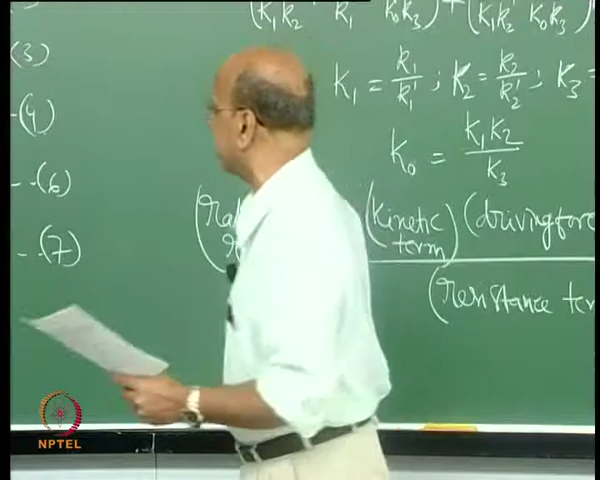 (K₁K₂ k₁ K₀K₃) + (K₁K₂ K₀K₃)
(3)
K₁ = k₁/k₁' ; K₂ = k₂/k₂' ; K₃ =
-(4)
K₀ = K₁K₂/K₃
--(6)
(kinetic term) (driving force
--(7)
(resistance
NPTEL